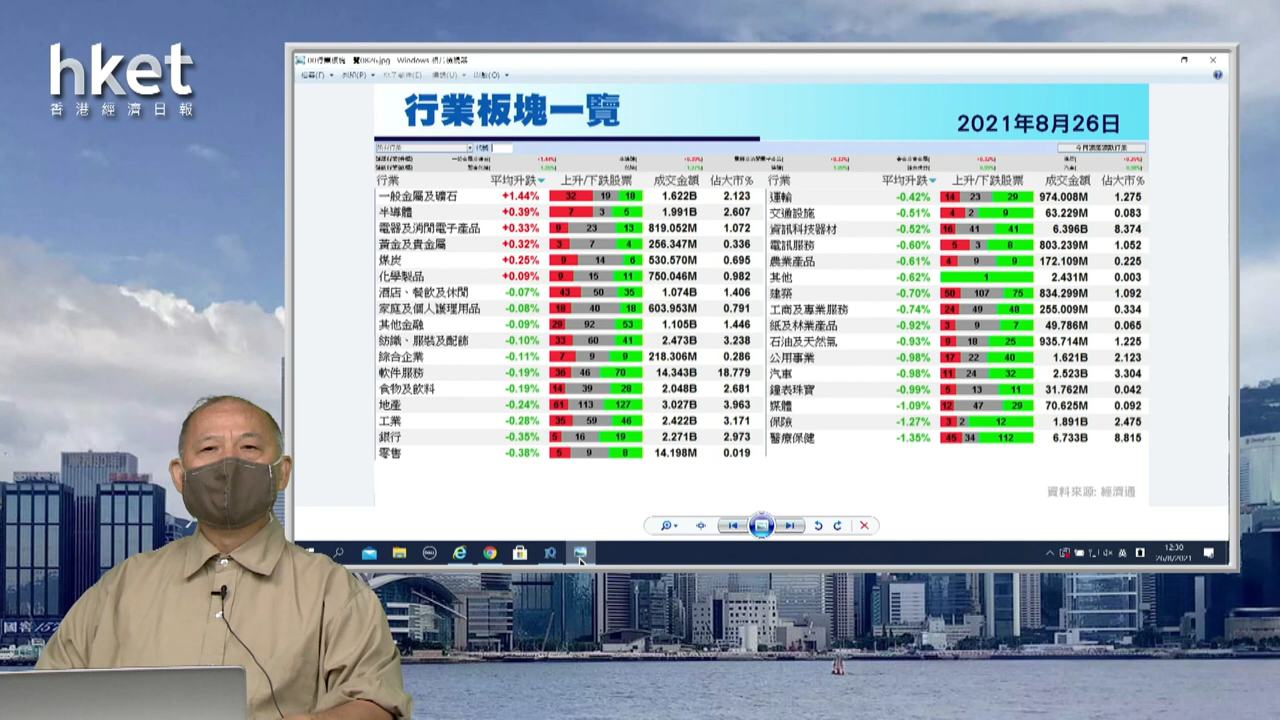 hket
香港經濟日報
行業板塊一覽
2021年8月26日
行業 平均升跌 上升/下跌股票 成交金額 佔大市%
一般金屬及礦石 +1.44% 32 19 18 1.622B 2.123
半導體 +0.39% 7 3 5 1.991B 2.607
電器及消閒電子產品 +0.33% 9 23 13 819.052M 1.072
黃金及貴金屬 +0.32% 3 7 4 256.347M 0.336
煤炭 +0.25% 9 14 6 530.570M 0.695
化學製品 +0.09% 9 15 11 750.046M 0.982
酒店、餐飲及休閒 -0.07% 43 50 35 1.074B 1.406
家庭及個人護理用品 -0.08% 18 40 18 603.953M 0.791
其他金融 -0.09% 29 92 53 1.105B 1.446
紡織、服裝及配飾 -0.10% 33 60 41 2.473B 3.238
綜合企業 -0.11% 7 9 9 218.306M 0.286
軟件服務 -0.19% 36 46 70 14.343B 18.779
食物及飲料 -0.19% 14 39 28 2.048B 2.681
地產 -0.24% 61 113 127 3.027B 3.963
工業 -0.28% 35 59 46 2.422B 3.171
銀行 -0.35% 5 16 19 2.271B 2.973
零售 -0.38% 5 9 8 14.198M 0.019
行業 平均升跌 上升/下跌股票 成交金額 佔大市%
運輸 -0.42% 14 23 29 974.008M 1.275
交通設施 -0.51% 4 2 9 63.229M 0.083
資訊科技器材 -0.52% 16 41 41 6.396B 8.374
電訊服務 -0.60% 5 3 8 803.239M 1.052
農業產品 -0.61% 4 9 9 172.109M 0.225
其他 -0.62% 1 2.431M 0.003
建築 -0.70% 50 107 75 834.299M 1.092
工商及專業服務 -0.74% 24 49 48 255.009M 0.334
紙及林業產品 -0.92% 3 9 7 49.786M 0.065
石油及天然氣 -0.93% 9 18 25 935.714M 1.225
公用事業 -0.98% 17 22 40 1.621B 2.123
汽車 -0.98% 11 24 32 2.523B 3.304
鐘表珠寶 -0.99% 5 13 11 31.762M 0.042
媒體 -1.09% 12 47 29 70.625M 0.092
保險 -1.27% 3 2 12 1.891B 2.475
醫療保健 -1.35% 45 34 112 6.733B 8.815
資料來源: 經濟通
12:30
26/8/2021